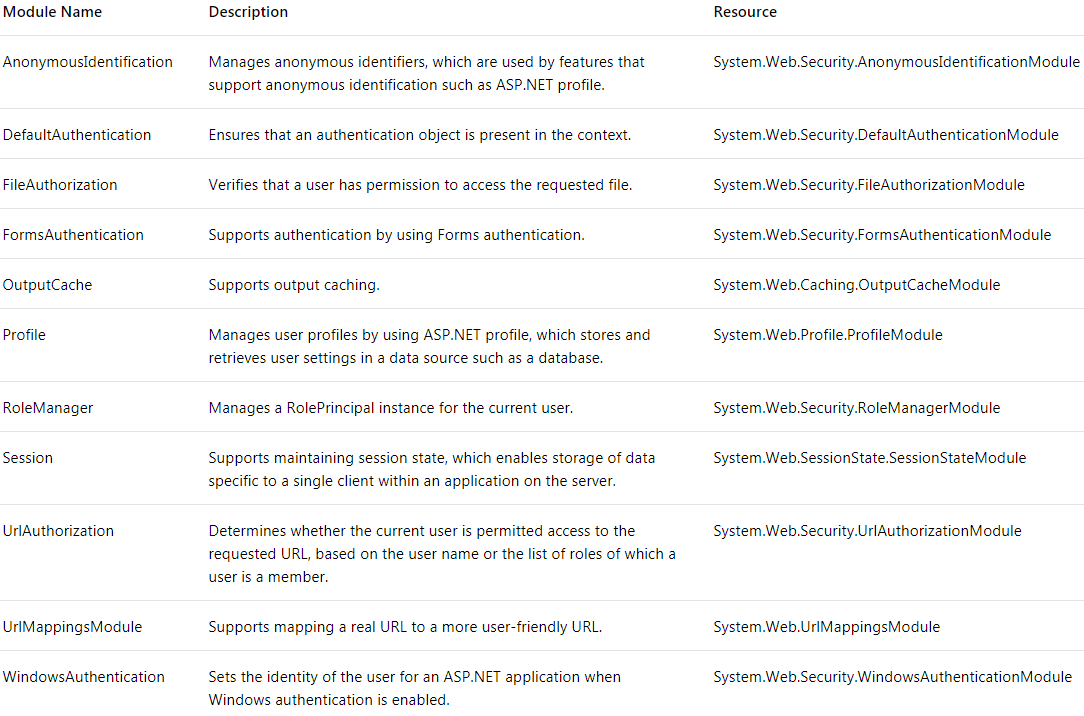 Module Name Description Resource
AnonymousIdentification Manages anonymous identifiers, which are used by features that System.Web.Security.AnonymousIdentificationModule
support anonymous identification such as ASP.NET profile.
DefaultAuthentication Ensures that an authentication object is present in the context. System.Web.Security.DefaultAuthenticationModule
FileAuthorization Verifies that a user has permission to access the requested file. System.Web.Security.FileAuthorizationModule
FormsAuthentication Supports authentication by using Forms authentication. System.Web.Security.FormsAuthenticationModule
OutputCache Supports output caching. System.Web.Caching.OutputCacheModule
Profile Manages user profiles by using ASP.NET profile, which stores and System.Web.Profile.ProfileModule
retrieves user settings in a data source such as a database.
RoleManager Manages a RolePrincipal instance for the current user. System.Web.Security.RoleManagerModule
Session Supports maintaining session state, which enables storage of data System.Web.SessionState.SessionStateModule
specific to a single client within an application on the server.
UrlAuthorization Determines whether the current user is permitted access to the System.Web.Security.UrlAuthorizationModule
requested URL, based on the user name or the list of roles of which a
user is a member.
UrlMappingsModule Supports mapping a real URL to a more user-friendly URL. System.Web.UrlMappingsModule
WindowsAuthentication Sets the identity of the user for an ASP.NET application when System.Web.Security.WindowsAuthenticationModule
Windows authentication is enabled.